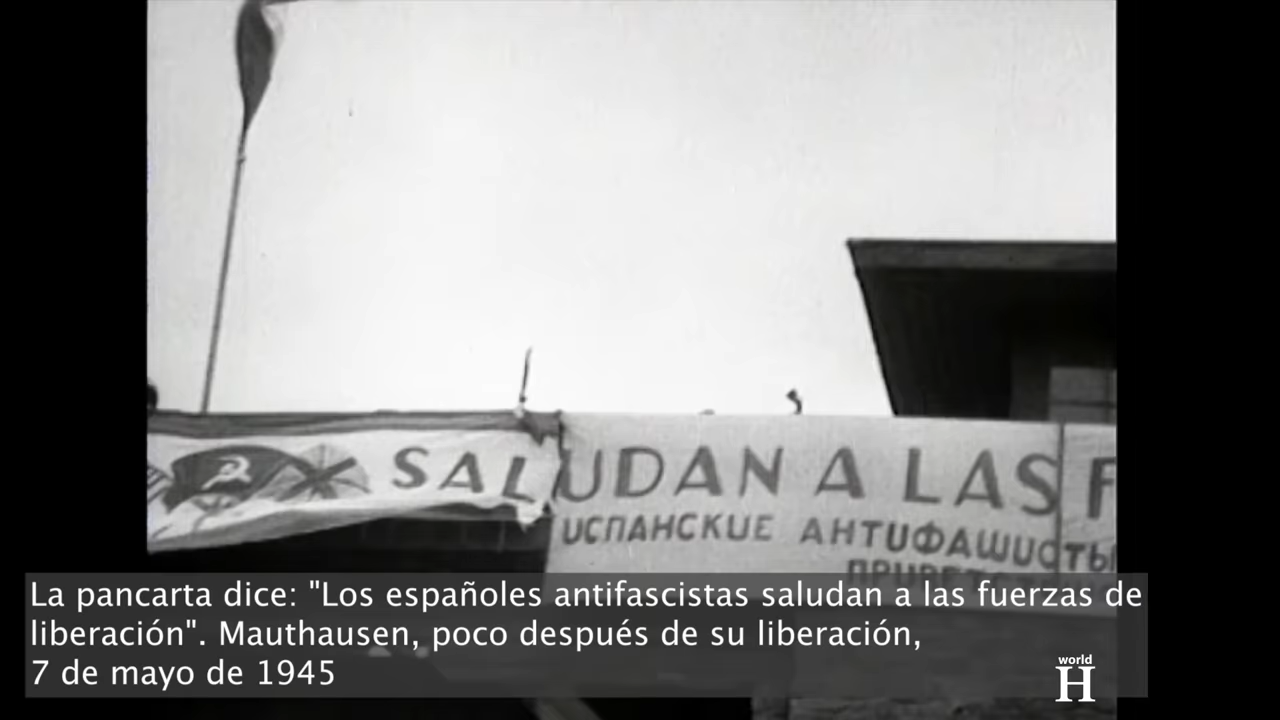 SALUDAN A LAS F
ИСПАНСКИЕ АНТИФАШИСТЫ
La pancarta dice: "Los españoles antifascistas saludan a las fuerzas de
liberación". Mauthausen, poco después de su liberación,
7 de mayo de 1945
world
H